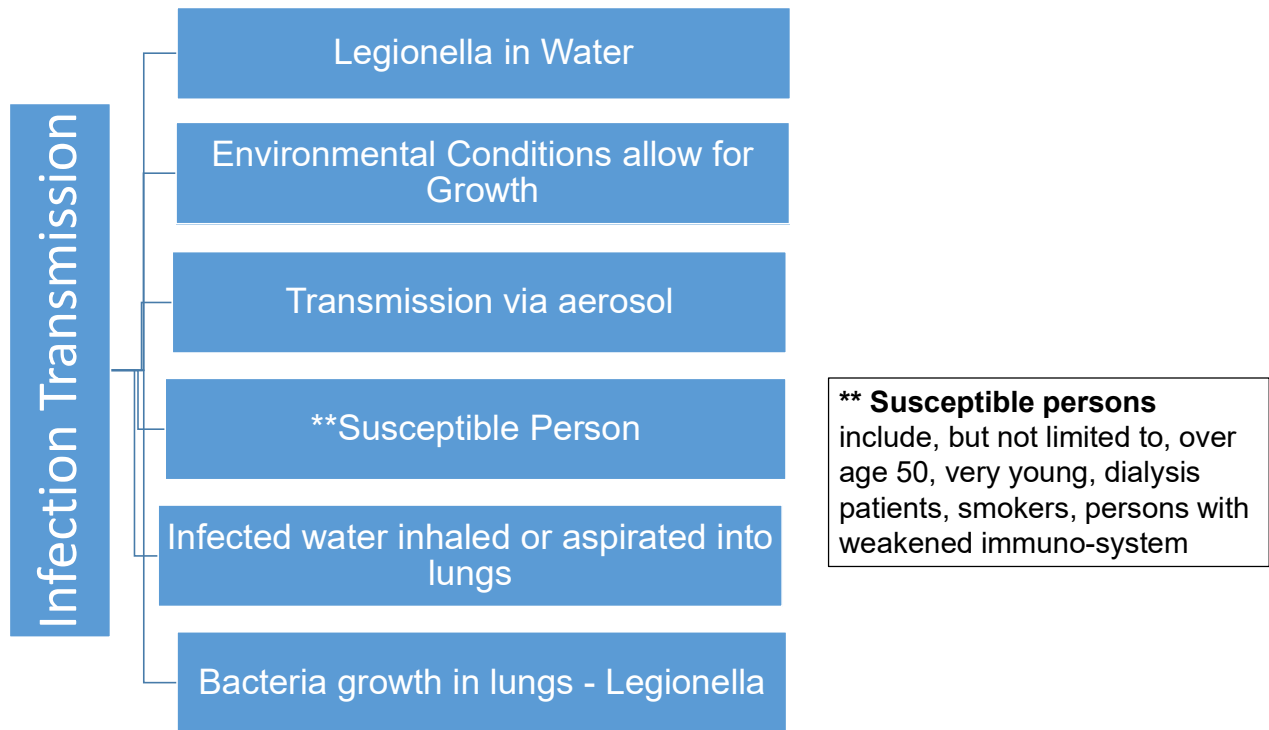 Infection Transmission
Legionella in Water
Environmental Conditions allow for
Growth
Transmission via aerosol
**Susceptible Person
Infected water inhaled or aspirated into
lungs
Bacteria growth in lungs - Legionella
** Susceptible persons
include, but not limited to, over
age 50, very young, dialysis
patients, smokers, persons with
weakened immuno-system